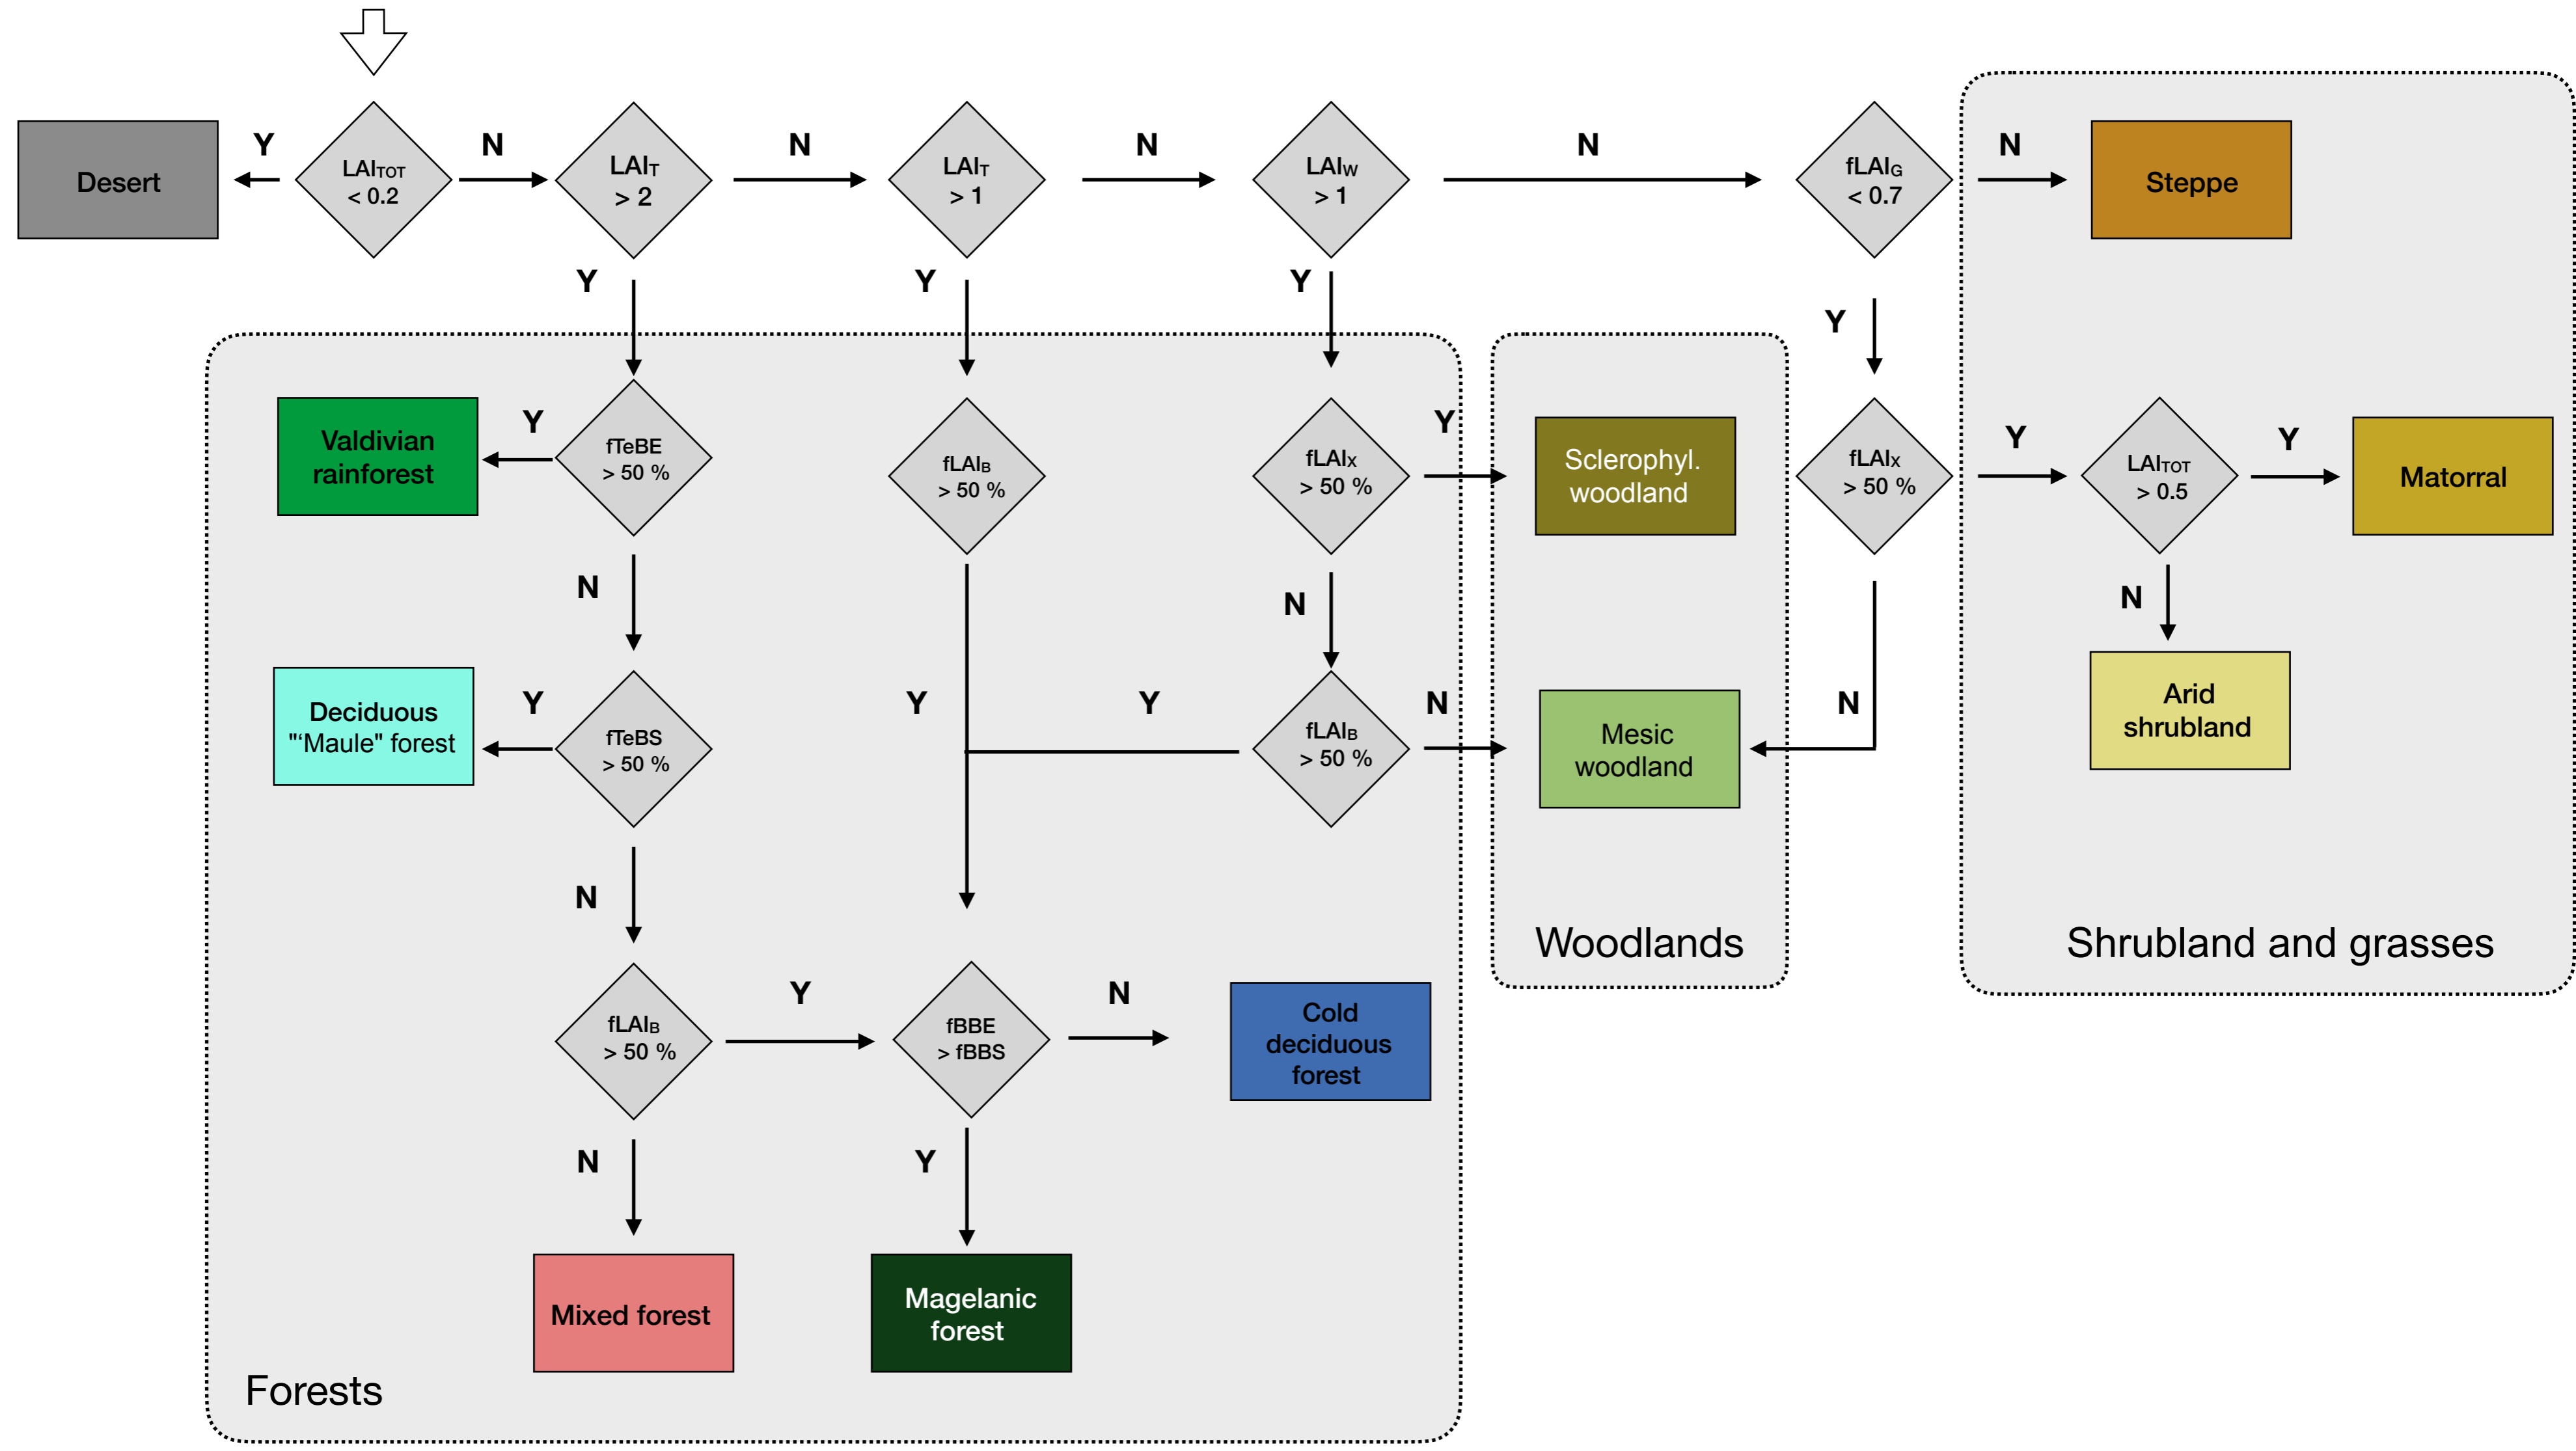 Y
N
N
N
N
N
Desert
LAITOT
< 0.2
LAIT
> 2
LAIT
> 1
LAIW
> 1
fLAIG
< 0.7
Steppe
Y
Y
Y
Y
Valdivian
rainforest
Y
fTeBE
> 50 %
fLAIB
> 50 %
fLAIX
> 50 %
Y
Sclerophyl.
woodland
fLAIX
> 50 %
Y
LAITOT
> 0.5
Y
Matorral
N
N
N
Deciduous
"‘Maule" forest
Y
fTeBS
> 50 %
Y
Y
fLAIB
> 50 %
N
Mesic
woodland
N
Arid
shrubland
N
Woodlands
Shrubland and grasses
fLAIB
> 50 %
Y
fBBE
> fBBS
N
Cold
deciduous
forest
N
Y
Mixed forest
Magelanic
forest
Forests